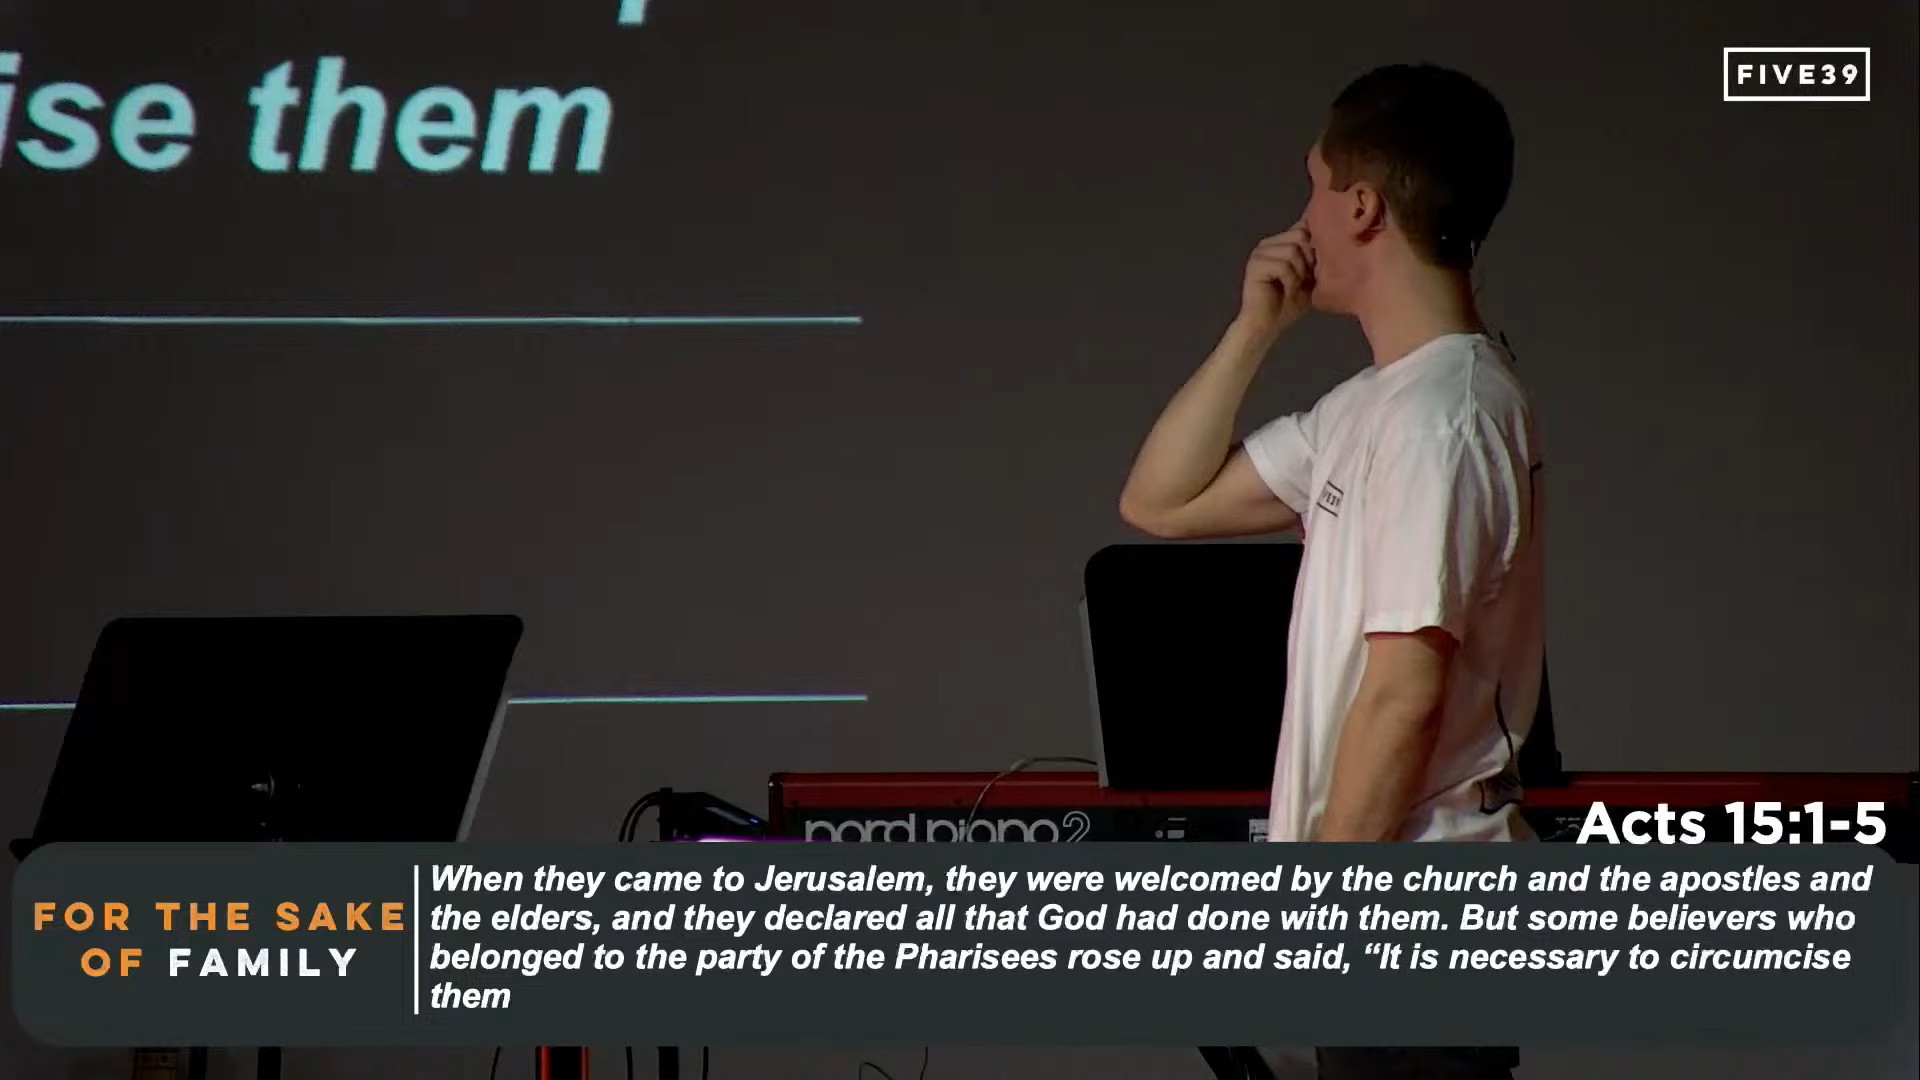 ise them
FIVE39
nord piano 2
Acts 15:1-5
FOR THE SAKE
OF FAMILY
When they came to Jerusalem, they were welcomed by the church and the apostles and
the elders, and they declared all that God had done with them. But some believers who
belonged to the party of the Pharisees rose up and said, “It is necessary to circumcise
them